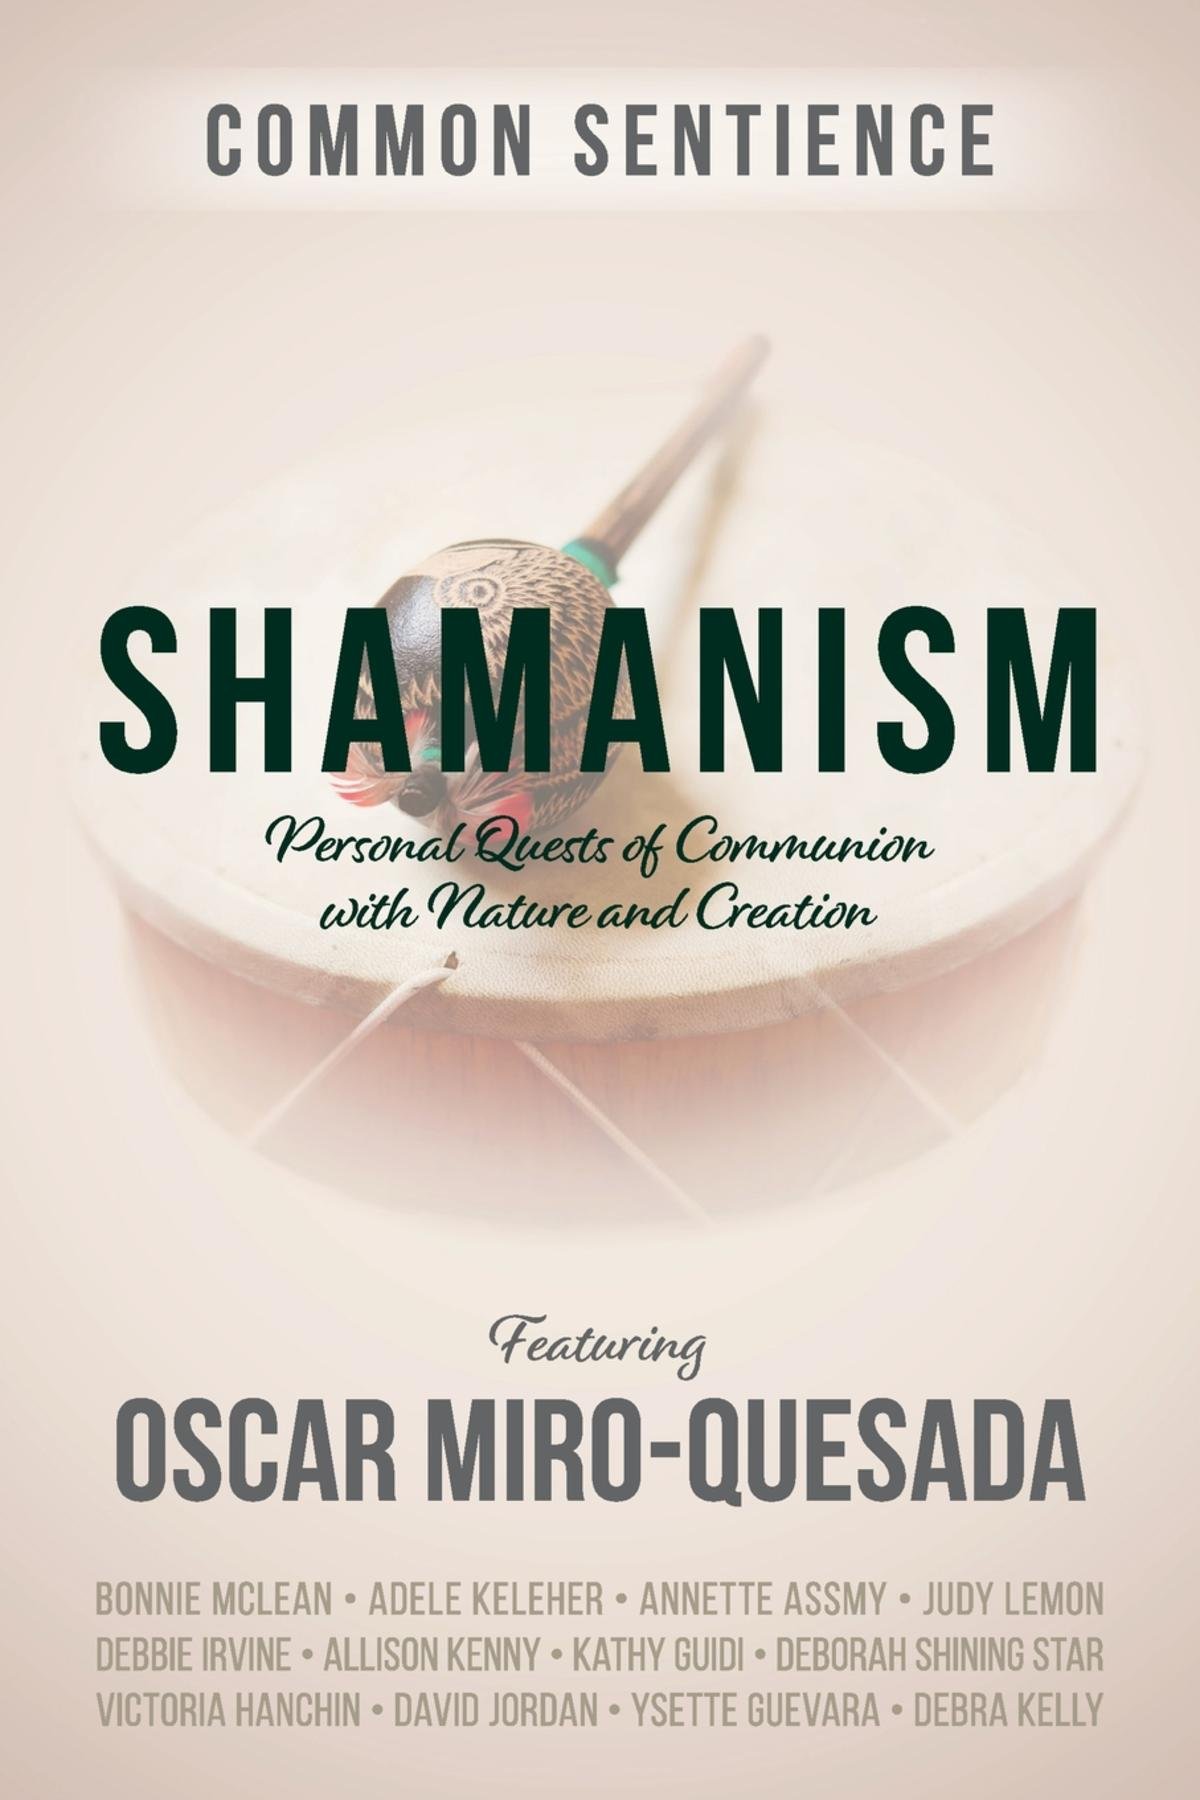 COMMON SENTIENCE
SHAMANISM
Personal Quests of Communion
with Nature and Creation
Featuring
OSCAR MIRO-QUESADA
BONNIE MCLEAN • ADELE KELEHER • ANNETTE ASSMY • JUDY LEMON
DEBBIE IRVINE • ALLISON KENNY • KATHY GUIDI • DEBORAH SHINING STAR
VICTORIA HANCHIN • DAVID JORDAN • YSETTE GUEVARA • DEBRA KELLY